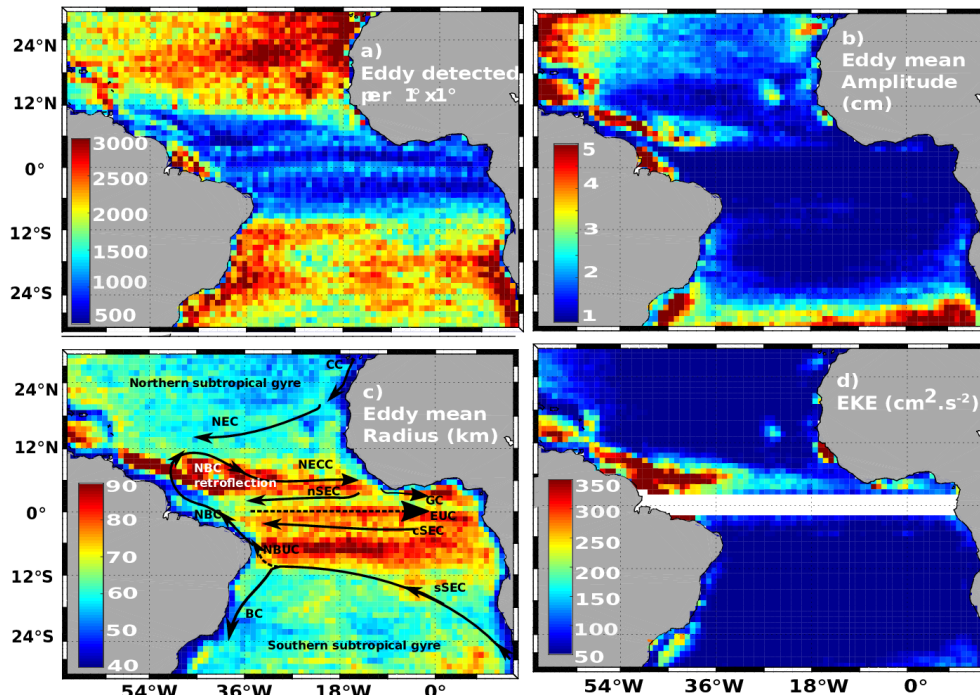 24°N
12°N
0°
12°S
24°S
a)
Eddy detected
per 1°x1°
3000
2500
2000
1500
1000
500
b)
Eddy mean
Amplitude
(cm)
5
4
3
2
1
24°N
12°N
0°
12°S
24°S
c)
Eddy mean
Radius (km)
Northern subtropical gyre
CC
NEC
NBC
retroflection
NECC
nSEC
GC
EUC
cSEC
NBC
NBUC
sSEC
BC
Southern subtropical gyre
90
80
70
60
50
40
54°W
36°W
18°W
0°
d)
EKE (cm².s⁻²)
350
300
250
200
150
100
50
54°W
36°W
18°W
0°